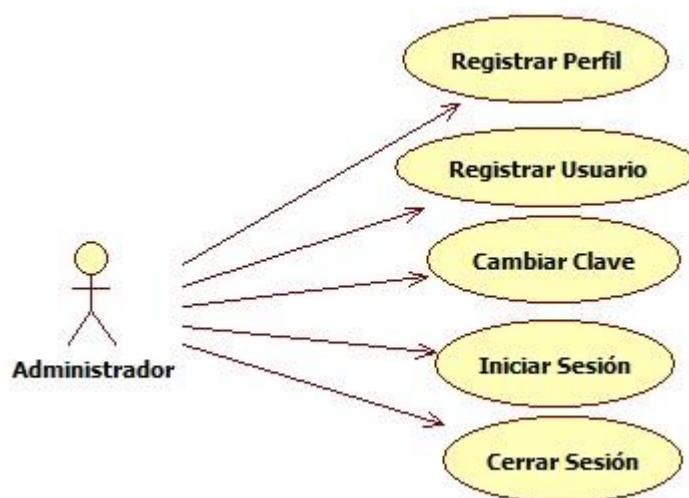 Registrar Perfil
Registrar Usuario
Cambiar Clave
Iniciar Sesión
Administrador
Cerrar Sesión